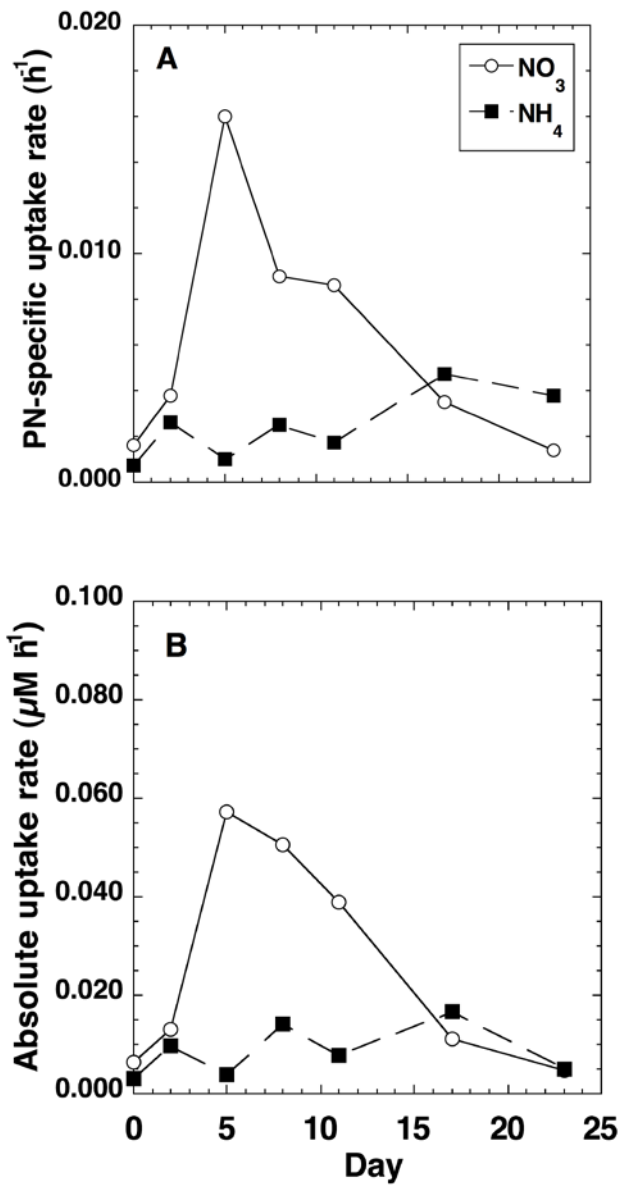 0.020
A
NO3
NH4
PN-specific uptake rate (h-1)
0.010
0.000
0.100
B
0.080
Absolute uptake rate (µM h-1)
0.060
0.040
0.020
0.000
0 5 10 15 20 25
Day